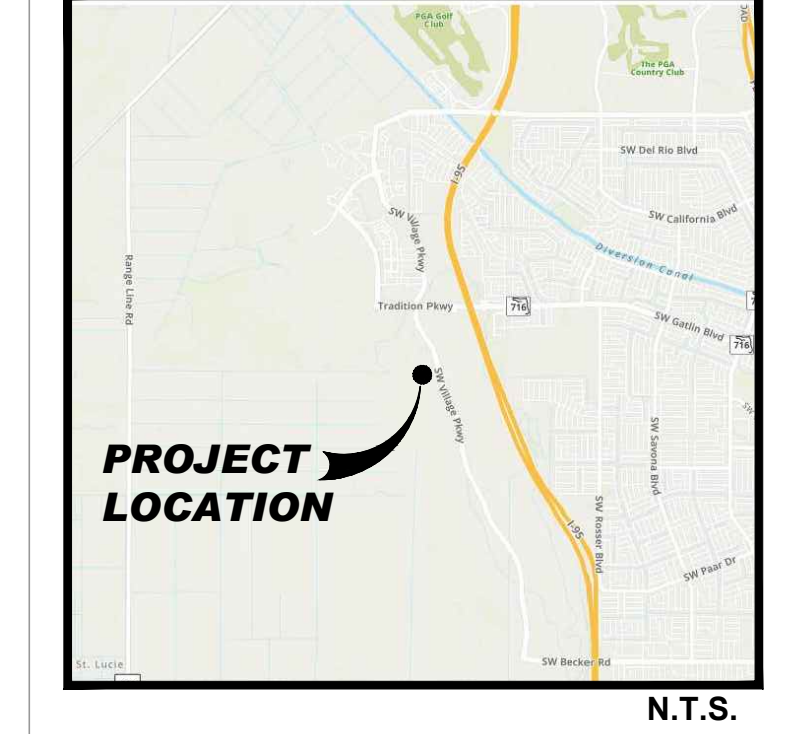 PGA Golf
Club
The PGA
Country Club
SW Del Rio Blvd
I-95
SW California Blvd
SW Village Pkwy
Diversion Canal
Range Line Rd
Tradition Pkwy
716
SW Gatlin Blvd
716
SW Village Pkwy
PROJECT
LOCATION
SW Savona Blvd
SW Rosser Blvd
I-95
SW Paar Dr
St. Lucie
SW Becker Rd
N.T.S.